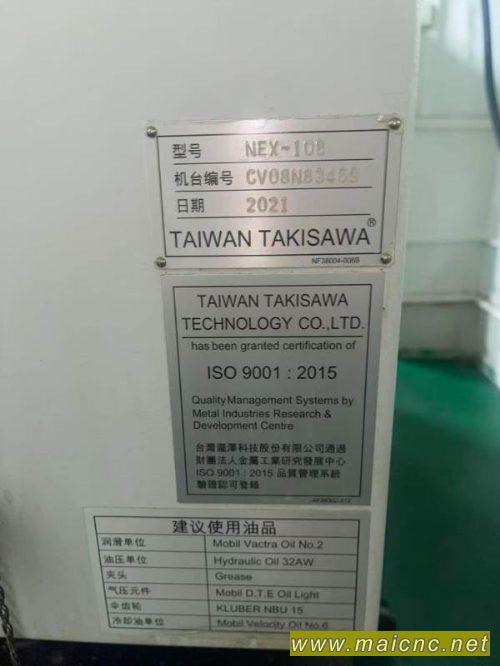 型号 NEX-108
机台编号 CV08N83469
日期 2021
TAIWAN TAKISAWA®
NF38004-006B
TAIWAN TAKISAWA
TECHNOLOGY CO.,LTD.
has been granted certification of
ISO 9001 : 2015
Quality Management Systems by
Metal Industries Research &
Development Centre
台灣瀧澤科技股份有限公司通過
財團法人金屬工業研究發展中心
ISO 9001 : 2015 品質管理系統
驗證認可登錄
建议使用油品
润滑单位 Mobil Vactra Oil No.2
油压单位 Hydraulic Oil 32AW
夹头 Grease
气压元件 Mobil D.T.E Oil Light
伞齿轮 KLUBER NBU 15
冷却油单位 Mobil Velocity Oil No.6
www.maicnc.net